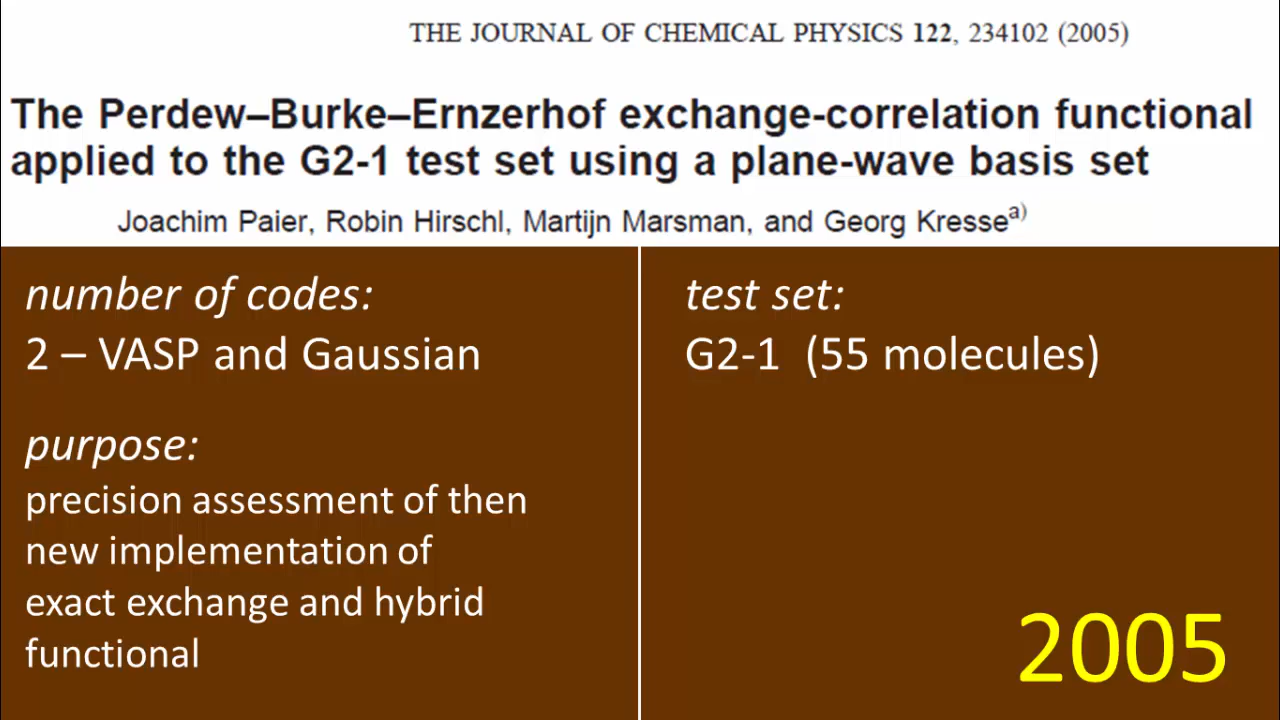 THE JOURNAL OF CHEMICAL PHYSICS 122, 234102 (2005)
The Perdew–Burke–Ernzerhof exchange-correlation functional
applied to the G2-1 test set using a plane-wave basis set
Joachim Paier, Robin Hirschl, Martijn Marsman, and Georg Kresse^a)
number of codes:
2 – VASP and Gaussian
purpose:
precision assessment of then
new implementation of
exact exchange and hybrid
functional
test set:
G2-1 (55 molecules)
2005